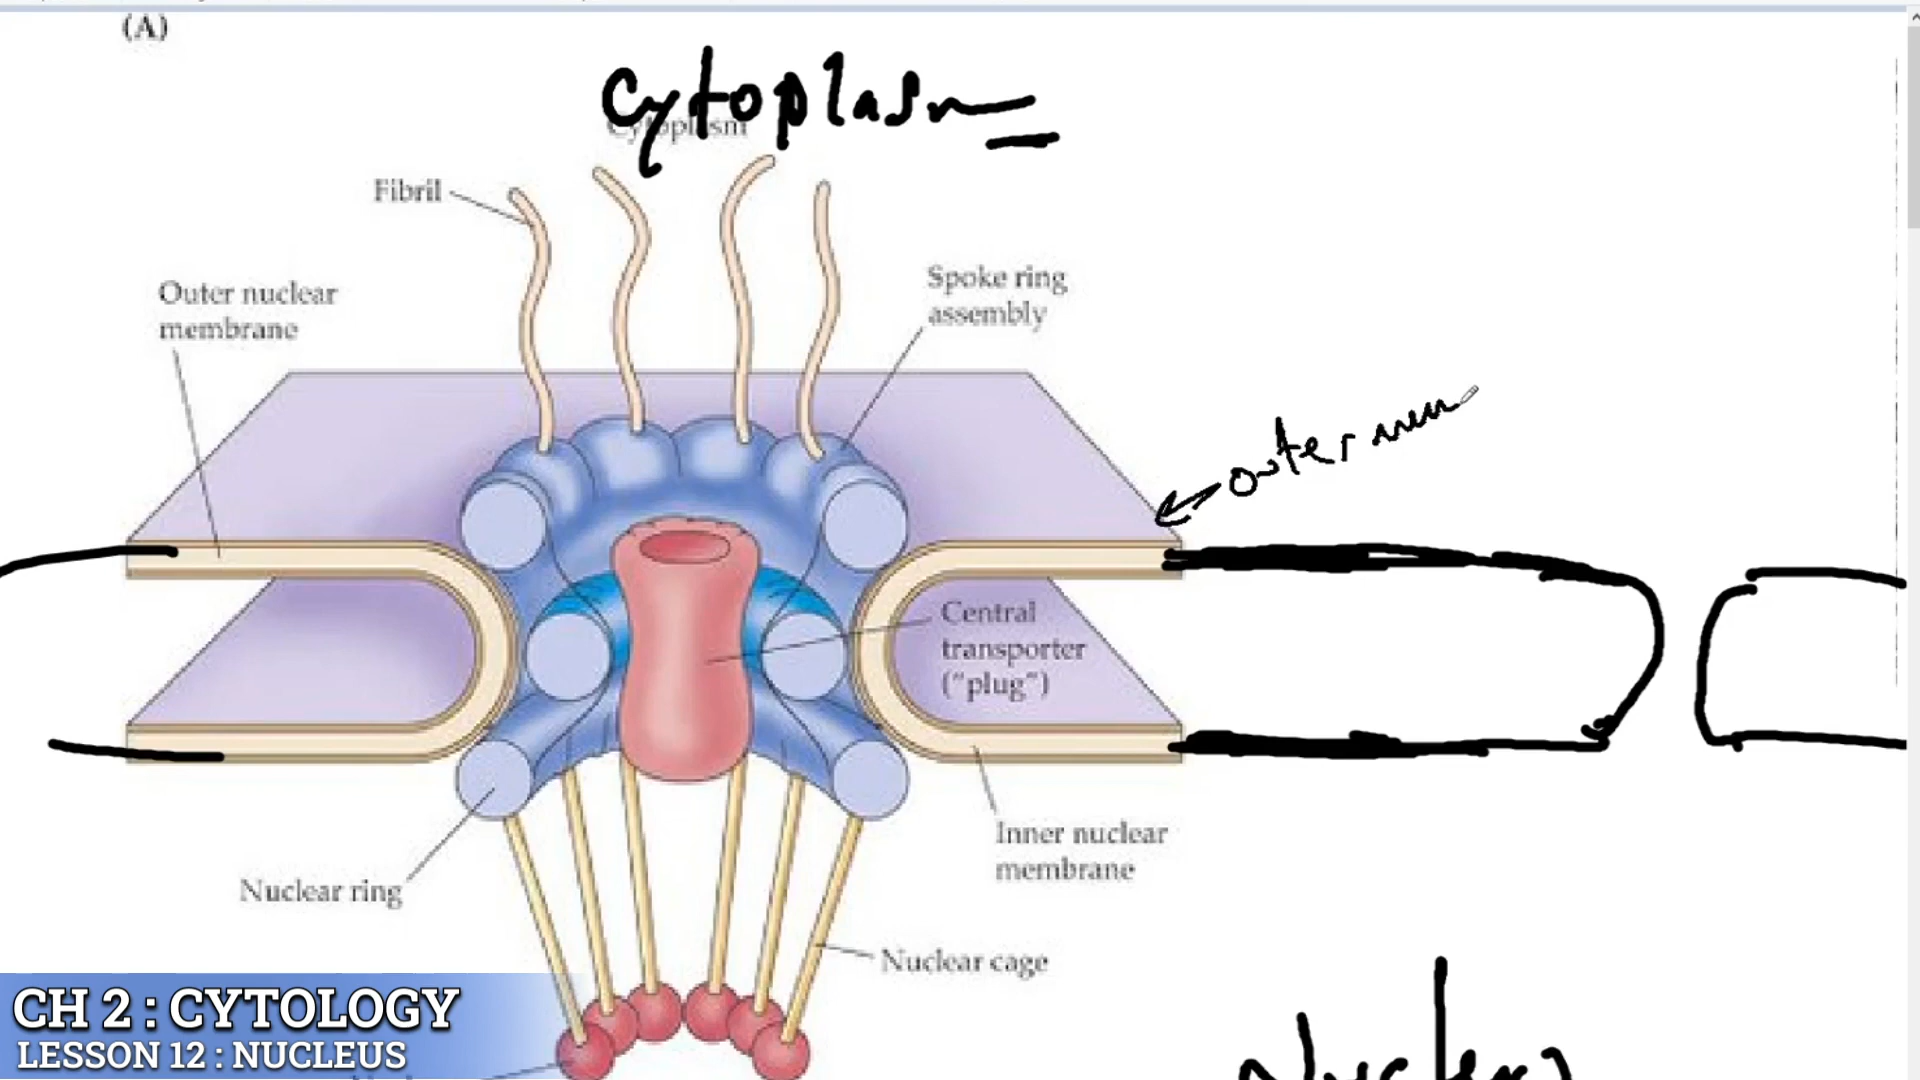 (A)
Cytoplasm
Cytoplasm
Fibril
Spoke ring
assembly
Outer nuclear
membrane
outer mem
Central
transporter
("plug")
Inner nuclear
membrane
Nuclear ring
Nuclear cage
CH 2 : CYTOLOGY
LESSON 12 : NUCLEUS